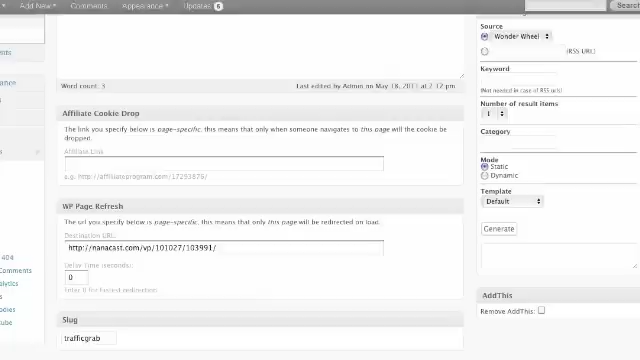 Add New
Comments
Appearance
Updates 6
Search
Word count: 3
Last edited by Admin on May 18, 2011 at 2:12 pm
Affiliate Cookie Drop
The link you specify below is page-specific, this means that only when someone navigates to this page will the cookie be
dropped.
Affiliate Link
e.g. http://affiliateprogram.com/17293876/
WP Page Refresh
The url you specify below is page-specific, this means that only this page will be redirected on load.
Destination URL:
http://nanacast.com/vp/101027/103991/
Delay Time (seconds):
0
Enter 0 for fastest redirection.
Slug
trafficgrab
Source
Wonder Wheel
(RSS URL)
Keyword
(Not needed in case of RSS urls)
Number of result items
1
Category
Mode
Static
Dynamic
Template
Default
Generate
AddThis
Remove AddThis:
404
Comments